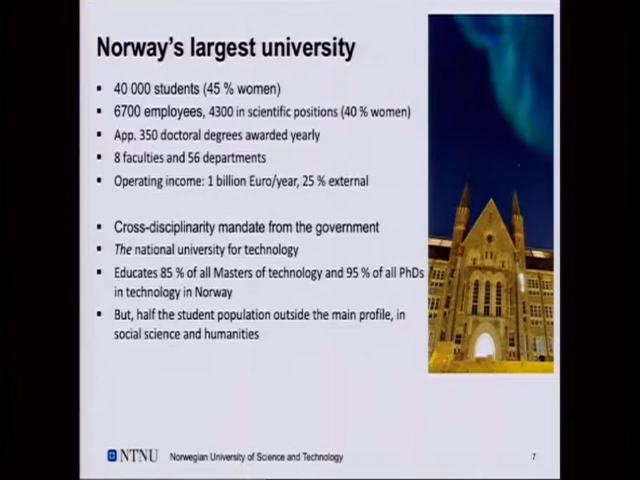 Norway's largest university
▪ 40 000 students (45 % women)
▪ 6700 employees, 4300 in scientific positions (40 % women)
▪ App. 350 doctoral degrees awarded yearly
▪ 8 faculties and 56 departments
▪ Operating income: 1 billion Euro/year, 25 % external
▪ Cross-disciplinarity mandate from the government
▪ The national university for technology
▪ Educates 85 % of all Masters of technology and 95 % of all PhDs
in technology in Norway
▪ But, half the student population outside the main profile, in
social science and humanities
NTNU Norwegian University of Science and Technology 7